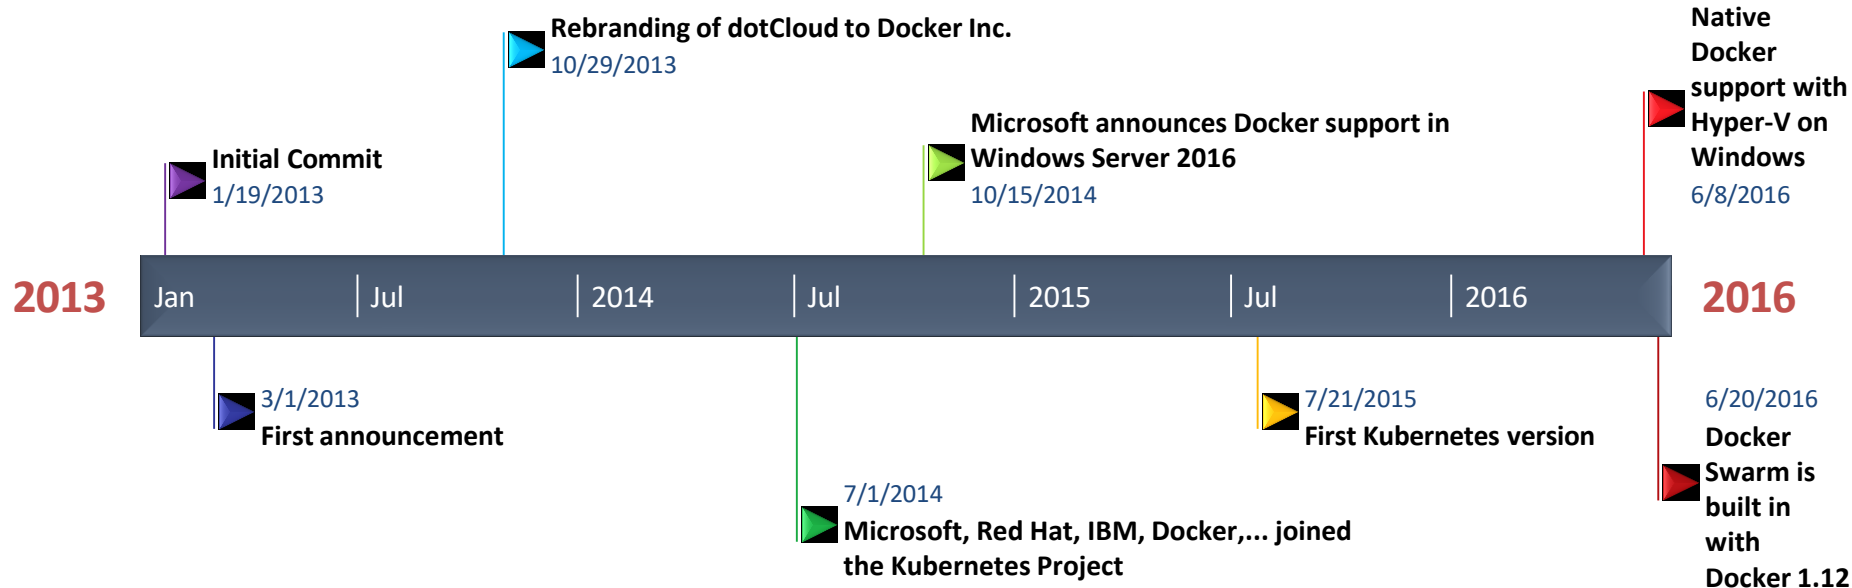 Rebranding of dotCloud to Docker Inc.
10/29/2013
Native
Docker
support with
Hyper-V on
Windows
6/8/2016
Microsoft announces Docker support in
Windows Server 2016
10/15/2014
Initial Commit
1/19/2013
2013
Jan
Jul
2014
Jul
2015
Jul
2016
2016
3/1/2013
First announcement
7/1/2014
Microsoft, Red Hat, IBM, Docker,... joined
the Kubernetes Project
7/21/2015
First Kubernetes version
6/20/2016
Docker
Swarm is
built in
with
Docker 1.12